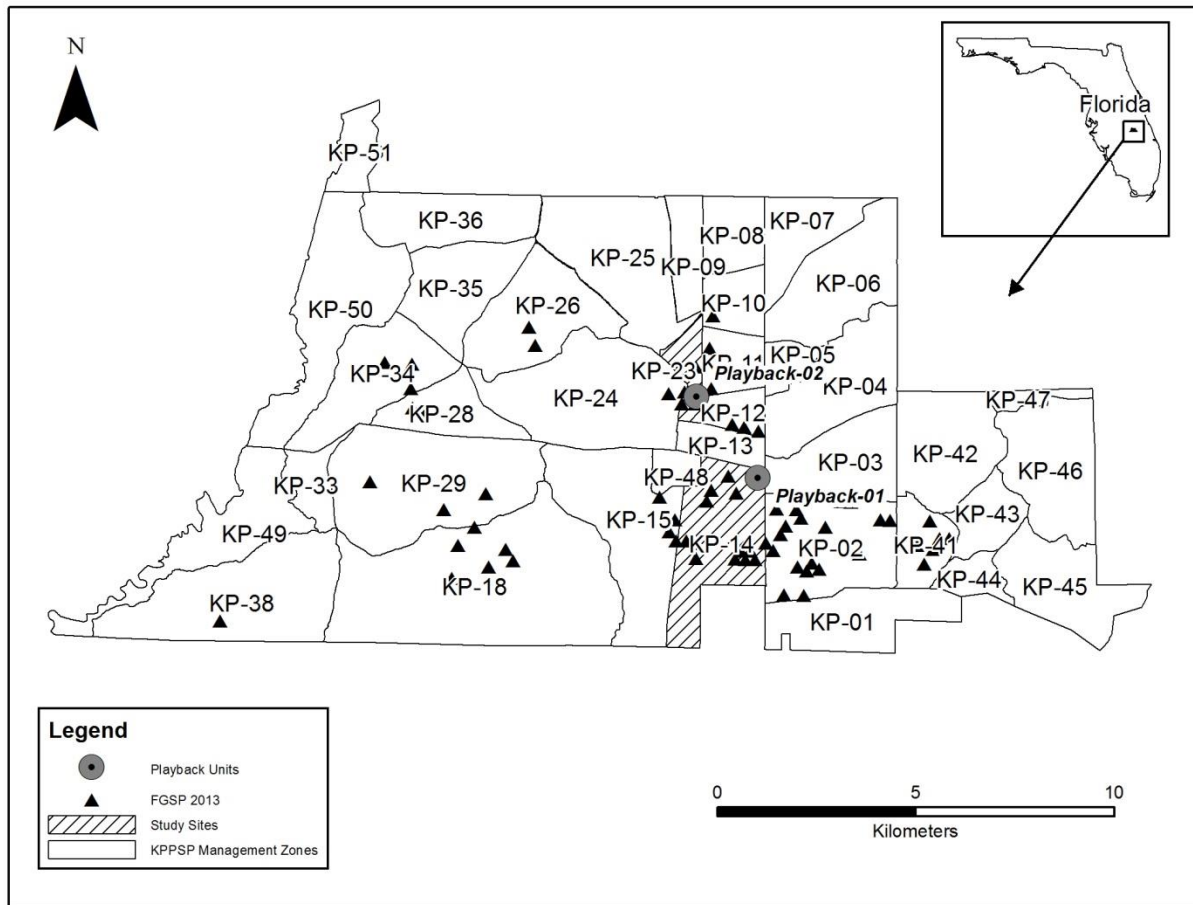 N
Florida
KP-51
KP-36
KP-25
KP-08
KP-07
KP-09
KP-35
KP-06
KP-50
KP-26
KP-10
KP-05
KP-11
KP-34
KP-23
Playback-02
KP-04
KP-24
KP-47
KP-28
KP-12
KP-13
KP-42
KP-03
KP-46
KP-48
KP-33
KP-29
Playback-01
KP-43
KP-15
KP-49
KP-14
KP-02
KP-41
KP-18
KP-44
KP-45
KP-38
KP-01
Legend
Playback Units
FGSP 2013
Study Sites
KPPSP Management Zones
0 5 10
Kilometers